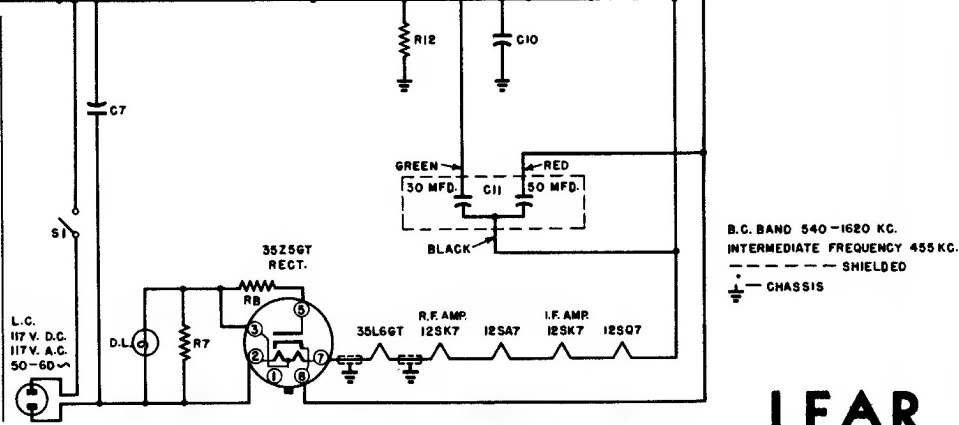 R12
C10
C7
GREEN
RED
30 MFD.
C11
50 MFD.
BLACK
S1
B.C. BAND 540-1620 KC.
INTERMEDIATE FREQUENCY 455 KC.
SHIELDED
CHASSIS
35Z5GT
RECT.
R8
5
3
2
1
8
7
L.C.
117 V. D.C.
117 V. A.C.
50-60~
D.L.
R7
35L6GT
R.F. AMP.
12SK7
12SA7
I.F. AMP.
12SK7
12SQ7
LEAR